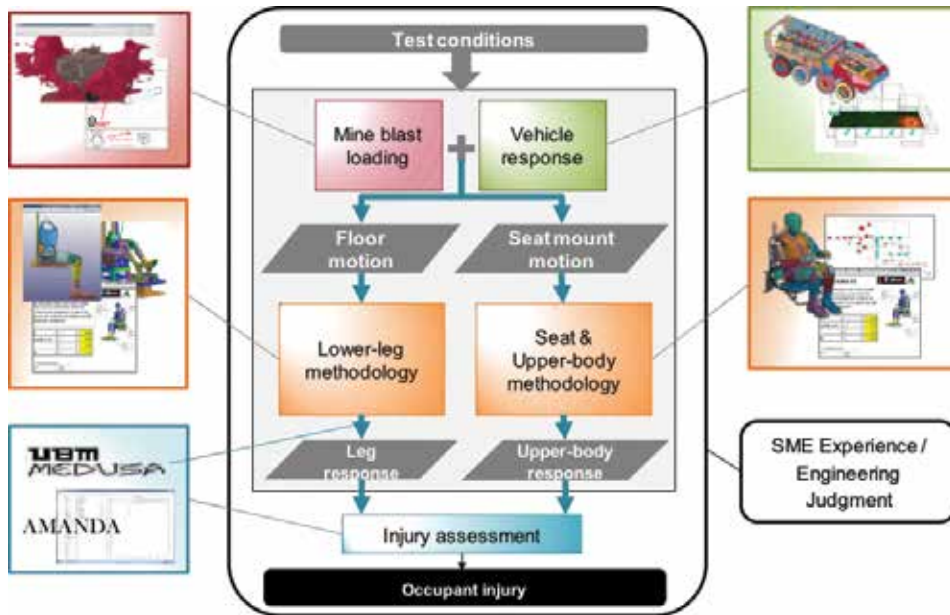 Test conditions
Mine blast
loading
+
Vehicle
response
Floor
motion
Seat mount
motion
Lower-leg
methodology
Seat &
Upper-body
methodology
Leg
response
Upper-body
response
Injury assessment
Occupant injury
UBM
MEDUSA
AMANDA
SME Experience /
Engineering
Judgment